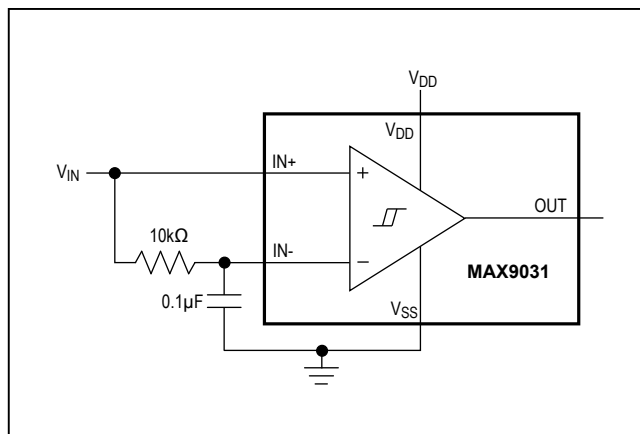 V_DD
V_DD
IN+
V_IN
+
10kΩ
OUT
IN-
−
MAX9031
0.1µF
V_SS